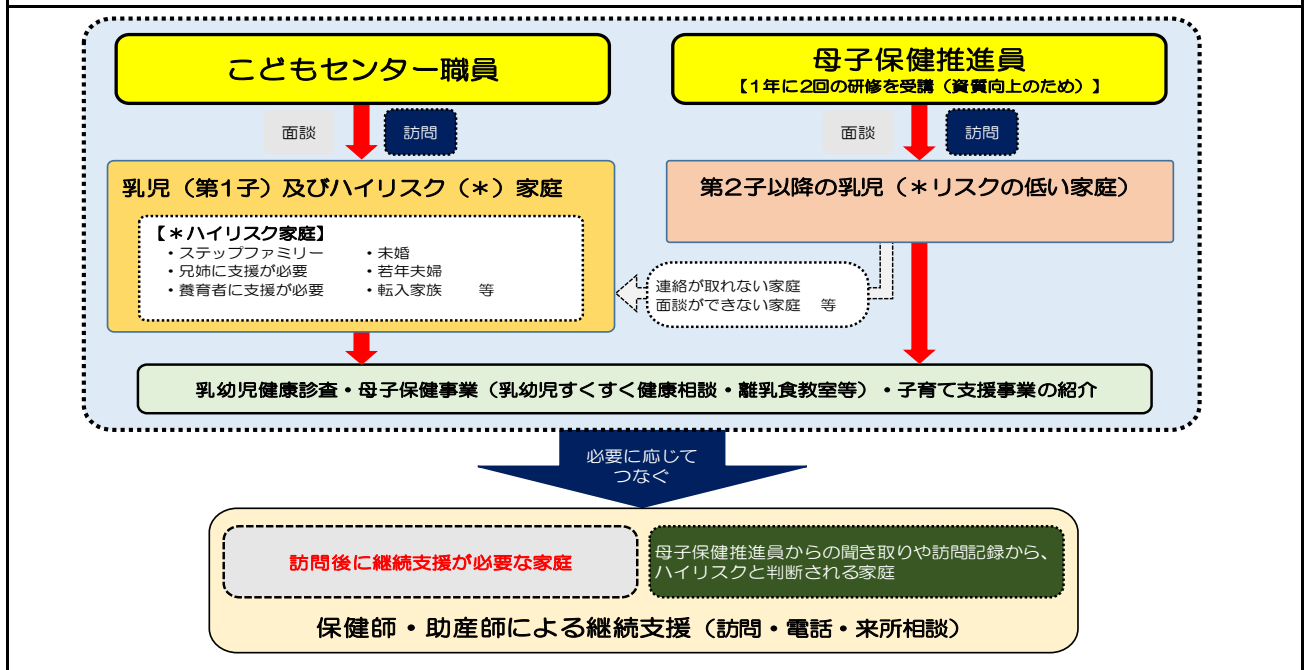 こどもセンター職員
母子保健推進員
【1年に2回の研修を受講(資質向上のため)】
面談
訪問
面談
訪問
乳児(第1子)及びハイリスク(*)家庭
【*ハイリスク家庭】
・ステップファミリー ・未婚
・兄姉に支援が必要 ・若年夫婦
・養育者に支援が必要 ・転入家族 等
第2子以降の乳児(*リスクの低い家庭)
連絡が取れない家庭
面談ができない家庭 等
乳幼児健康診査・母子保健事業(乳幼児すくすく健康相談・離乳食教室等)・子育て支援事業の紹介
必要に応じて
つなぐ
訪問後に継続支援が必要な家庭
母子保健推進員からの聞き取りや訪問記録から、
ハイリスクと判断される家庭
保健師・助産師による継続支援(訪問・電話・来所相談)